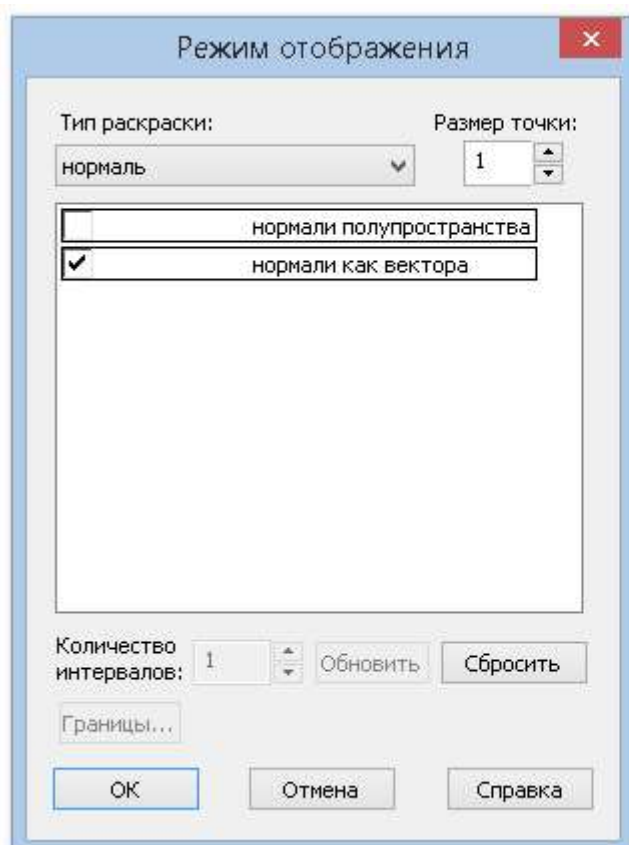 Режим отображения
Тип раскраски:
Размер точки:
нормаль
1
нормали полупространства
нормали как вектора
Количество
интервалов:
1
Обновить
Сбросить
Границы...
ОК
Отмена
Справка